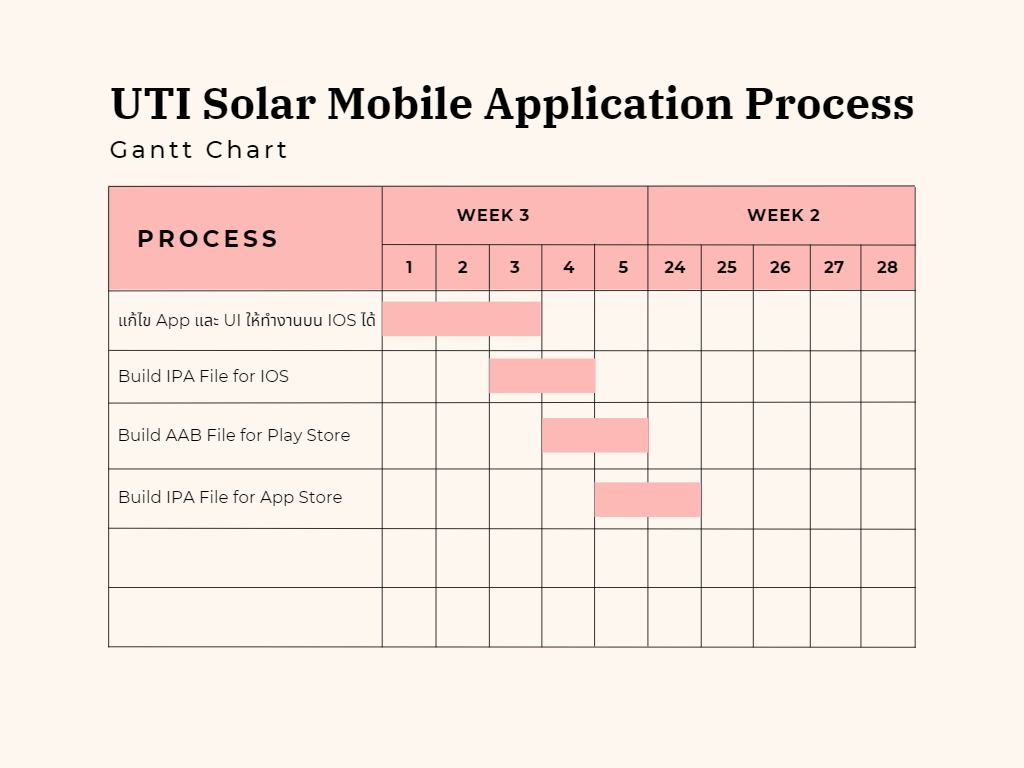 UTI Solar Mobile Application Process
Gantt Chart
PROCESS
WEEK 3 WEEK 2
1 2 3 4 5 24 25 26 27 28
แก้ไข App และ UI ให้ทำงานบน IOS ได้
Build IPA File for IOS
Build AAB File for Play Store
Build IPA File for App Store